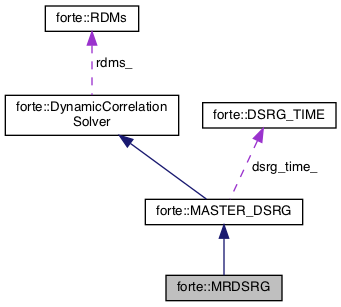 forte::RDMs
rdms_
forte::DynamicCorrelation
Solver
forte::DSRG_TIME
dsrg_time_
forte::MASTER_DSRG
forte::MRDSRG